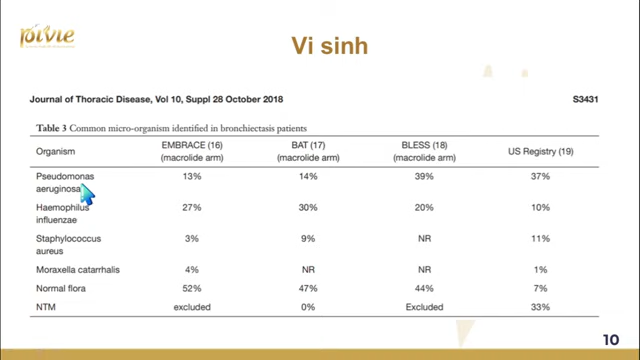 pivie
Vi sinh
Journal of Thoracic Disease, Vol 10, Suppl 28 October 2018 S3431
Table 3 Common micro-organism identified in bronchiectasis patients
Organism EMBRACE (16) (macrolide arm) BAT (17) (macrolide arm) BLESS (18) (macrolide arm) US Registry (19)
Pseudomonas aeruginosa 13% 14% 39% 37%
Haemophilus influenzae 27% 30% 20% 10%
Staphylococcus aureus 3% 9% NR 11%
Moraxella catarrhalis 4% NR NR 1%
Normal flora 52% 47% 44% 7%
NTM excluded 0% Excluded 33%
10